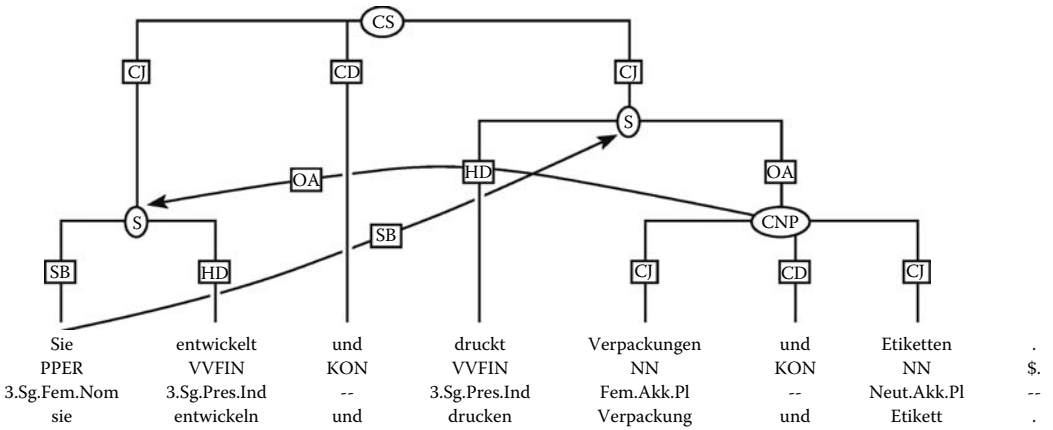 CS
CJ CD CJ
S
OA HD OA
S SB CNP
SB HD CJ CD CJ
Sie entwickelt und druckt Verpackungen und Etiketten .
PPER VVFIN KON VVFIN NN KON NN $.
3.Sg.Fem.Nom 3.Sg.Pres.Ind -- 3.Sg.Pres.Ind Fem.Akk.Pl -- Neut.Akk.Pl --
sie entwickeln und drucken Verpackung und Etikett .